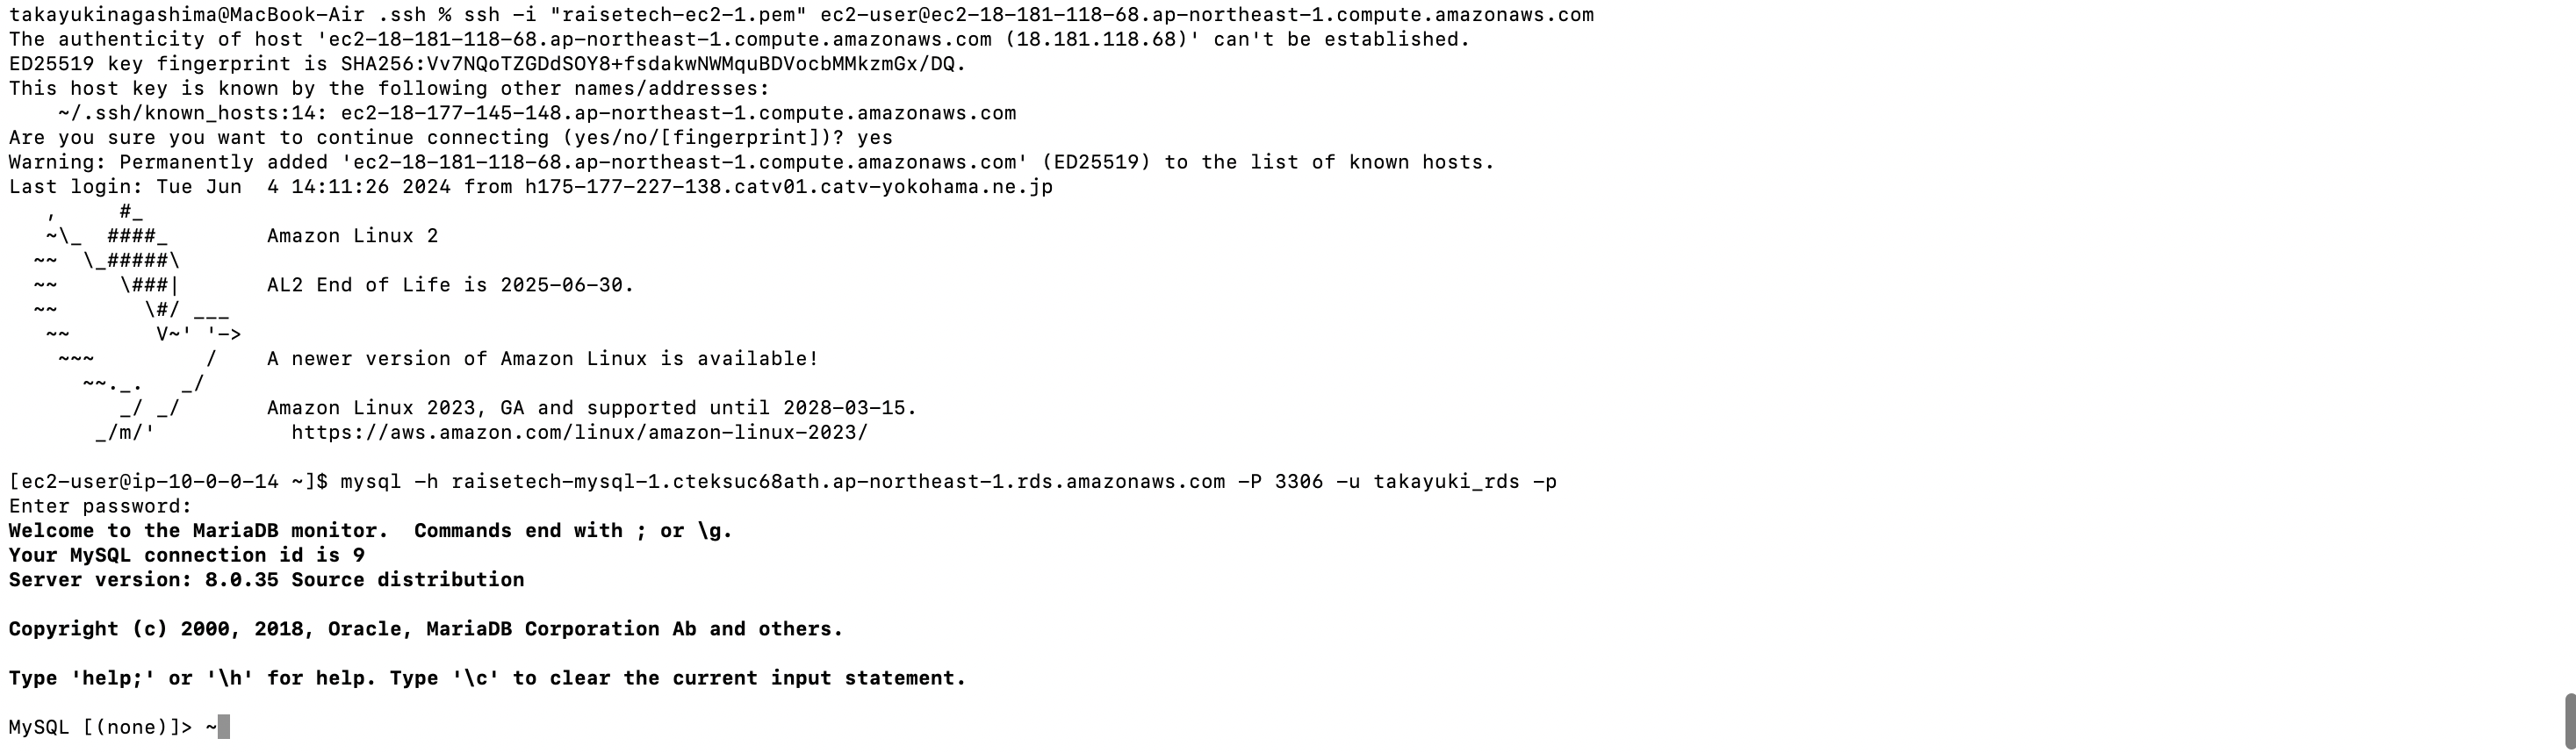 takayukinagashima@MacBook-Air .ssh % ssh -i "raisetech-ec2-1.pem" ec2-user@ec2-18-181-118-68.ap-northeast-1.compute.amazonaws.com
The authenticity of host 'ec2-18-181-118-68.ap-northeast-1.compute.amazonaws.com (18.181.118.68)' can't be established.
ED25519 key fingerprint is SHA256:Vv7NQoTZGDdSOY8+fsdakwNWMquBDVocbMMkzmGx/DQ.
This host key is known by the following other names/addresses:
    ~/.ssh/known_hosts:14: ec2-18-177-145-148.ap-northeast-1.compute.amazonaws.com
Are you sure you want to continue connecting (yes/no/[fingerprint])? yes
Warning: Permanently added 'ec2-18-181-118-68.ap-northeast-1.compute.amazonaws.com' (ED25519) to the list of known hosts.
Last login: Tue Jun  4 14:11:26 2024 from h175-177-227-138.catv01.catv-yokohama.ne.jp
   ,     #_
   ~\_  ####_        Amazon Linux 2
  ~~  \_#####\
  ~~     \###|       AL2 End of Life is 2025-06-30.
  ~~       \#/ ___
   ~~       V~' '->
    ~~~         /    A newer version of Amazon Linux is available!
      ~~._.   _/
         _/ _/       Amazon Linux 2023, GA and supported until 2028-03-15.
       _/m/'           https://aws.amazon.com/linux/amazon-linux-2023/
[ec2-user@ip-10-0-0-14 ~]$ mysql -h raisetech-mysql-1.cteksuc68ath.ap-northeast-1.rds.amazonaws.com -P 3306 -u takayuki_rds -p
Enter password:
Welcome to the MariaDB monitor.  Commands end with ; or \g.
Your MySQL connection id is 9
Server version: 8.0.35 Source distribution
Copyright (c) 2000, 2018, Oracle, MariaDB Corporation Ab and others.
Type 'help;' or '\h' for help. Type '\c' to clear the current input statement.
MySQL [(none)]> ~